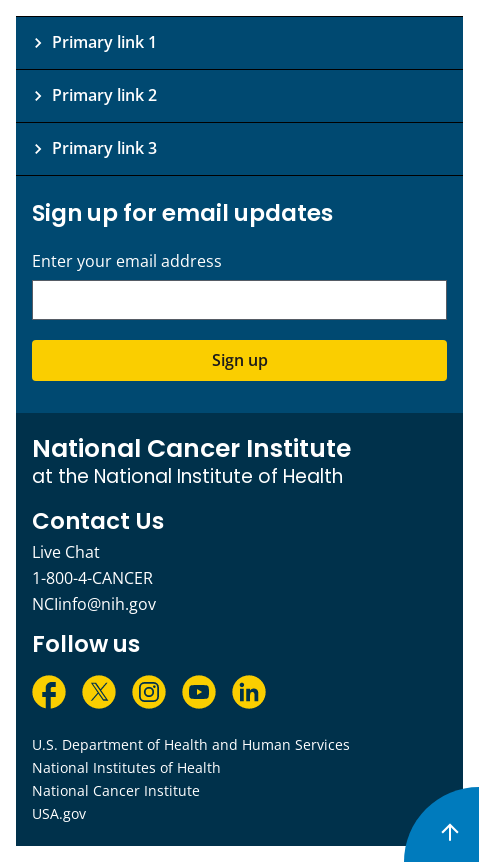 Primary link 1
Primary link 2
Primary link 3
Sign up for email updates
Enter your email address
Sign up
National Cancer Institute
at the National Institute of Health
Contact Us
Live Chat
1-800-4-CANCER
NCIinfo@nih.gov
Follow us
U.S. Department of Health and Human Services
National Institutes of Health
National Cancer Institute
USA.gov